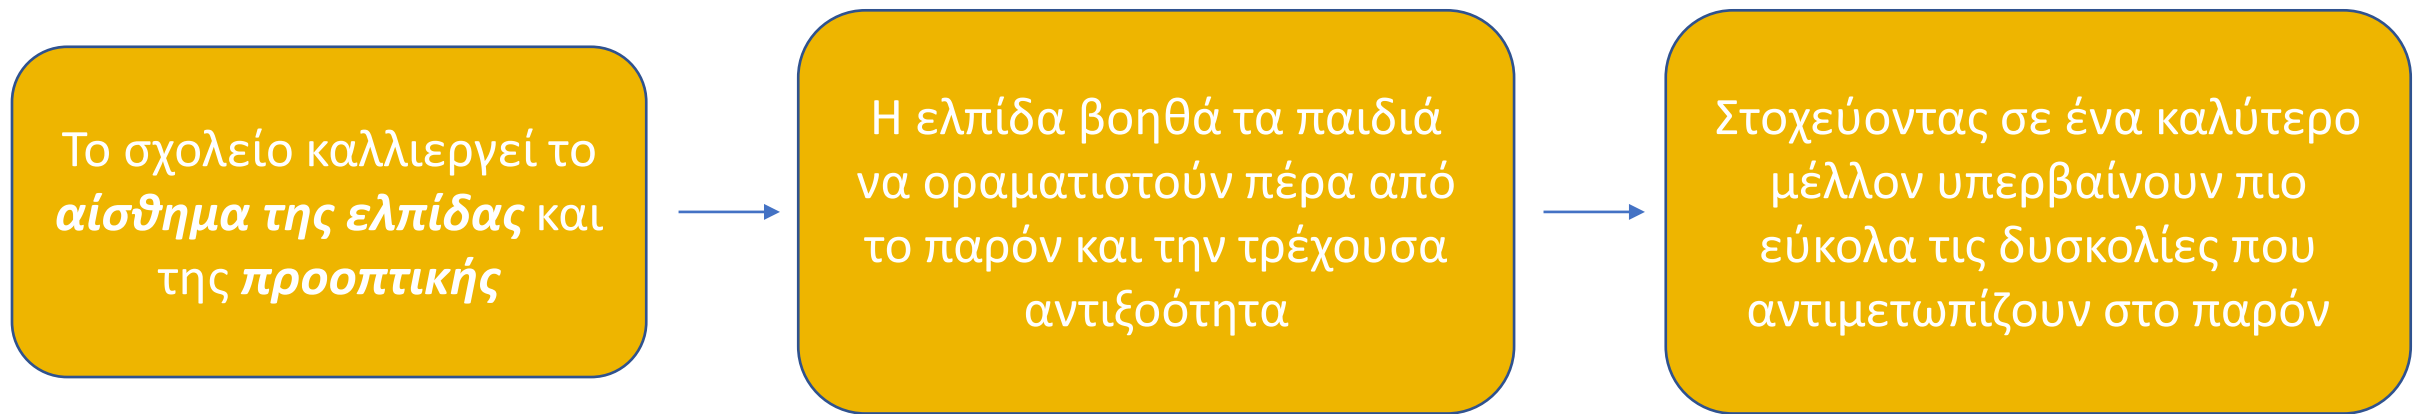 Το σχολείο καλλιεργεί το
αίσθημα της ελπίδας και
της προοπτικής
Η ελπίδα βοηθά τα παιδιά
να οραματιστούν πέρα από
το παρόν και την τρέχουσα
αντιξοότητα
Στοχεύοντας σε ένα καλύτερο
μέλλον υπερβαίνουν πιο
εύκολα τις δυσκολίες που
αντιμετωπίζουν στο παρόν